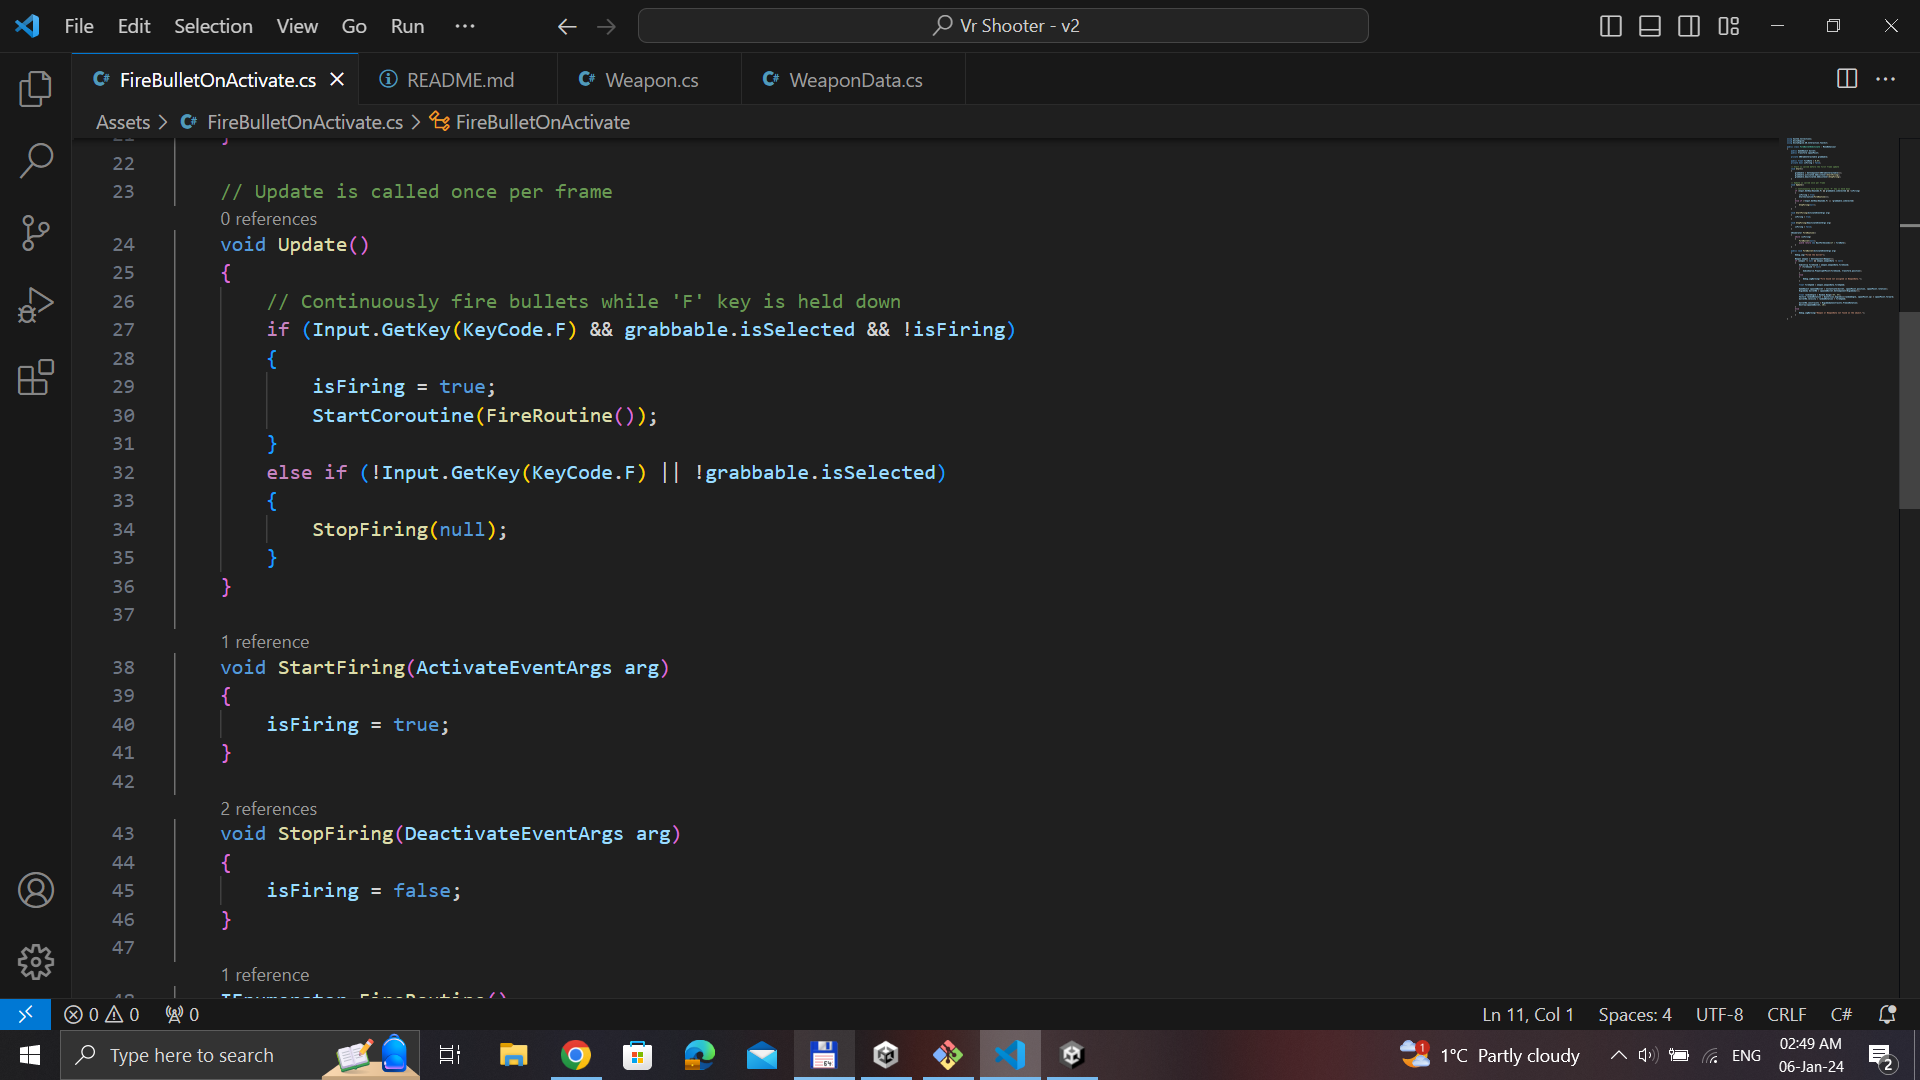 File Edit Selection View Go Run ···
Vr Shooter - v2
FireBulletOnActivate.cs README.md Weapon.cs WeaponData.cs
Assets > FireBulletOnActivate.cs > FireBulletOnActivate
22
23 // Update is called once per frame
0 references
24 void Update()
25 {
26 // Continuously fire bullets while 'F' key is held down
27 if (Input.GetKey(KeyCode.F) && grabbable.isSelected && !isFiring)
28 {
29 isFiring = true;
30 StartCoroutine(FireRoutine());
31 }
32 else if (!Input.GetKey(KeyCode.F) || !grabbable.isSelected)
33 {
34 StopFiring(null);
35 }
36 }
37
1 reference
38 void StartFiring(ActivateEventArgs arg)
39 {
40 isFiring = true;
41 }
42
2 references
43 void StopFiring(DeactivateEventArgs arg)
44 {
45 isFiring = false;
46 }
47
1 reference
48 IEnumerator FireRoutine()
0 0 0 Ln 11, Col 1 Spaces: 4 UTF-8 CRLF C#
Type here to search 1 1°C Partly cloudy ENG 02:49 AM
06-Jan-24 2